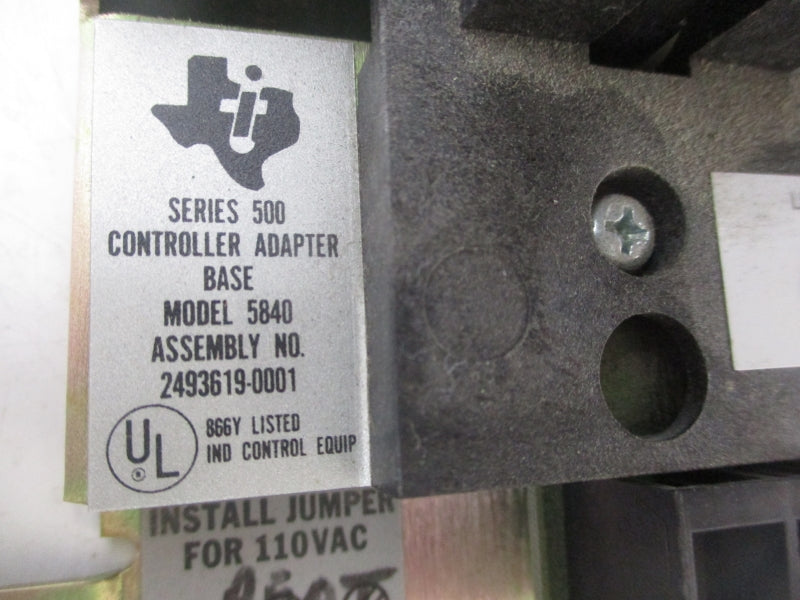 ti
SERIES 500
CONTROLLER ADAPTER
BASE
MODEL 5840
ASSEMBLY NO.
2493619-0001
UL ®
866Y LISTED
IND CONTROL EQUIP
INSTALL JUMPER
FOR 110VAC